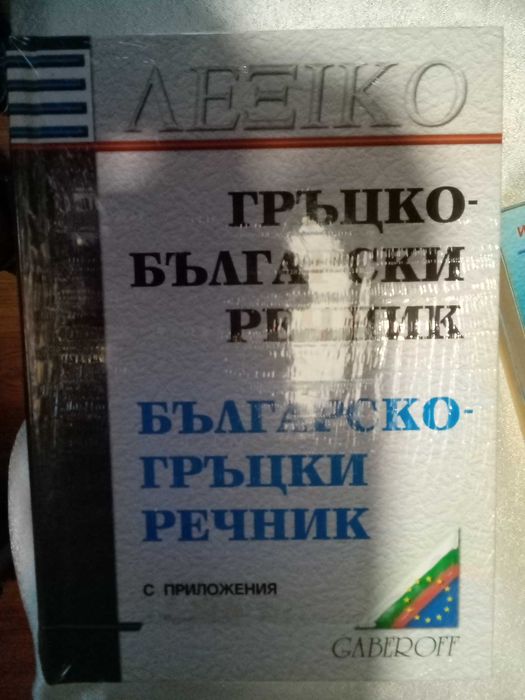 ΛΕΞΙΚΟ
ГРЪЦКО-
БЪЛГАРСКИ
РЕЧНИК
БЪЛГАРСКО-
ГРЪЦКИ
РЕЧНИК
С ПРИЛОЖЕНИЯ
GABEROFF